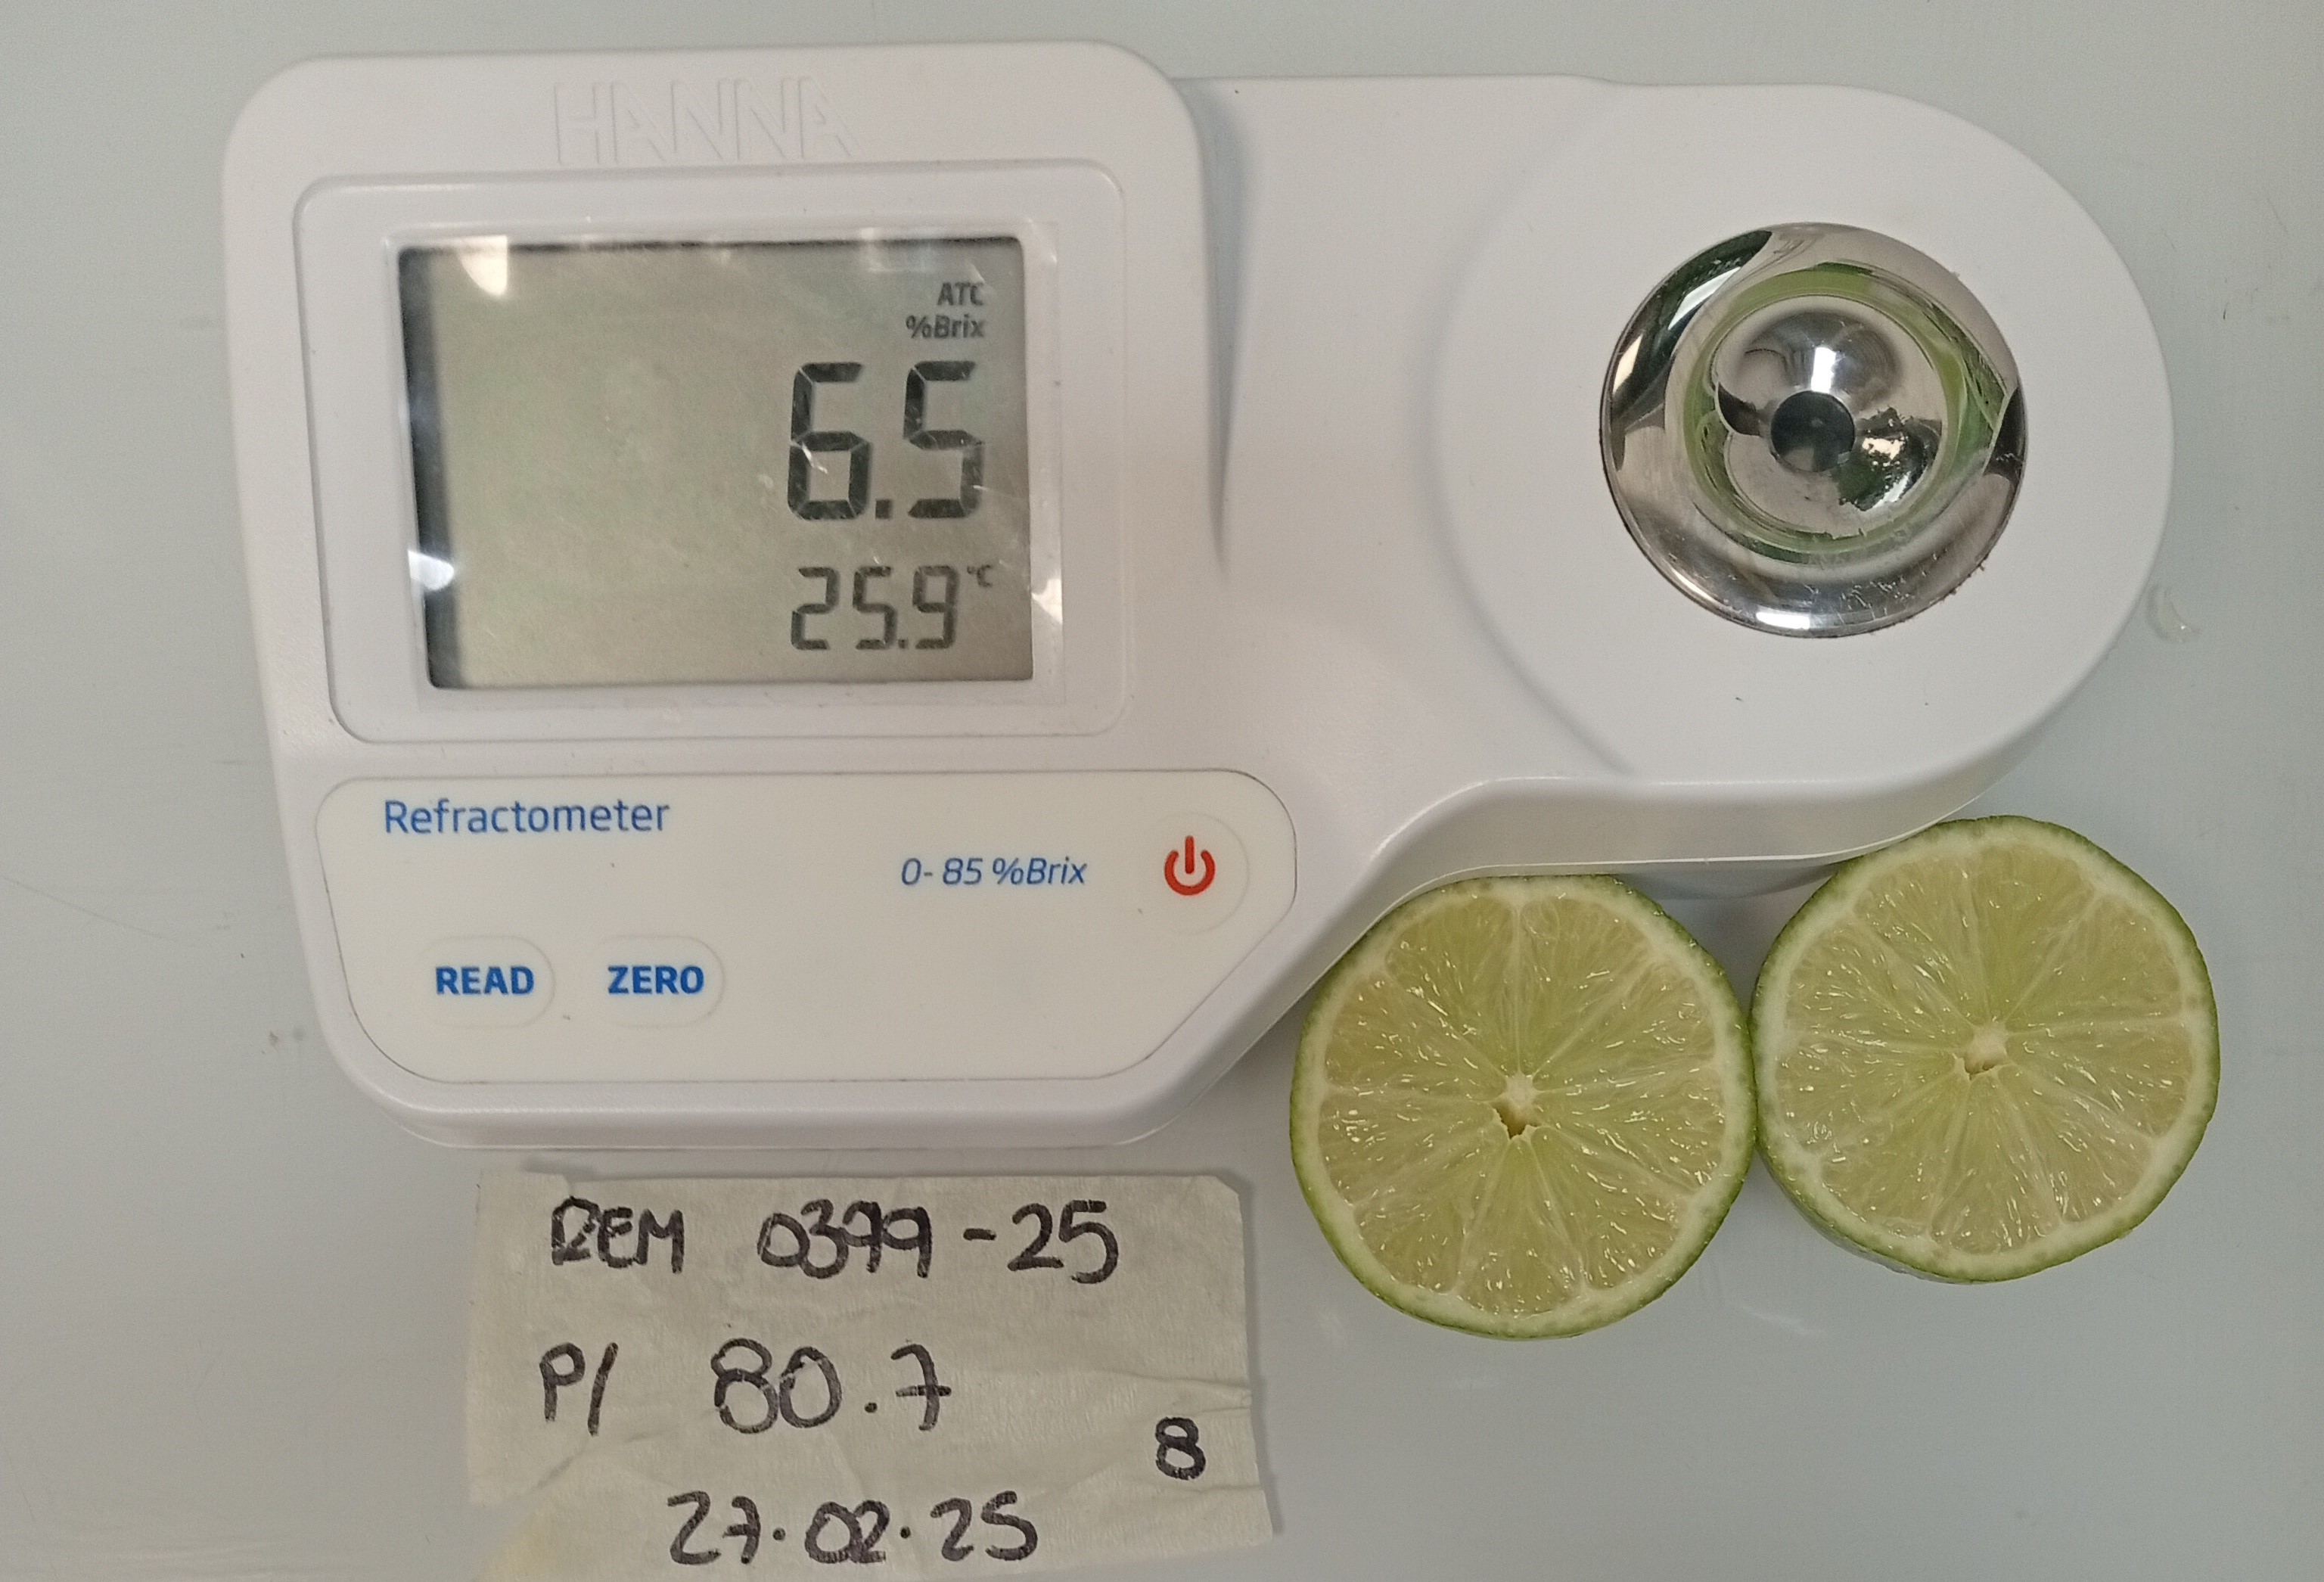 HANNA
ATC
%Brix
6.5
25.9°C
Refractometer
0-85 %Brix
READ ZERO
REM 0399-25
P/ 80.7
8
27.02.25